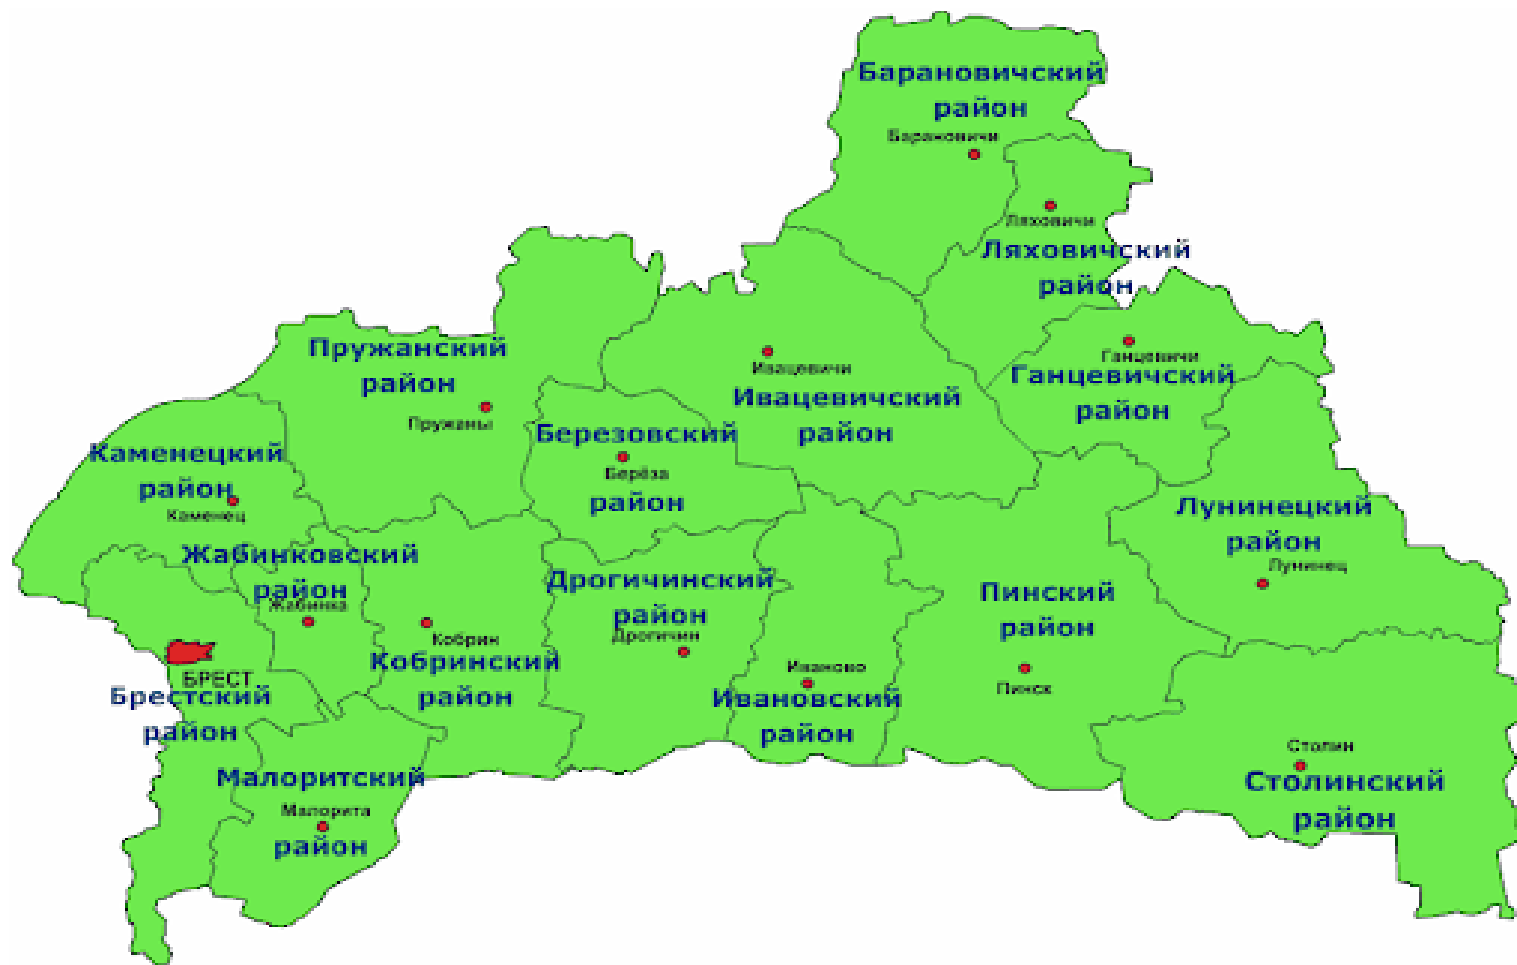 Барановичский
район
Барановичи
Ляховичи
Ляховичский
район
Пружанский
район
Пружаны
Ивацевичи
Ивацевичский
район
Ганцевичи
Ганцевичский
район
Березовский
Берёза
район
Каменецкий
район
Каменец
Лунинецкий
район
Лунинец
Жабинковский
район
Жабинка
Дрогичинский
район
Дрогичин
Пинский
район
Пинск
Кобрин
Кобринский
район
Иваново
Ивановский
район
БРЕСТ
Брестский
район
Малоритский
Малорита
район
Столин
Столинский
район